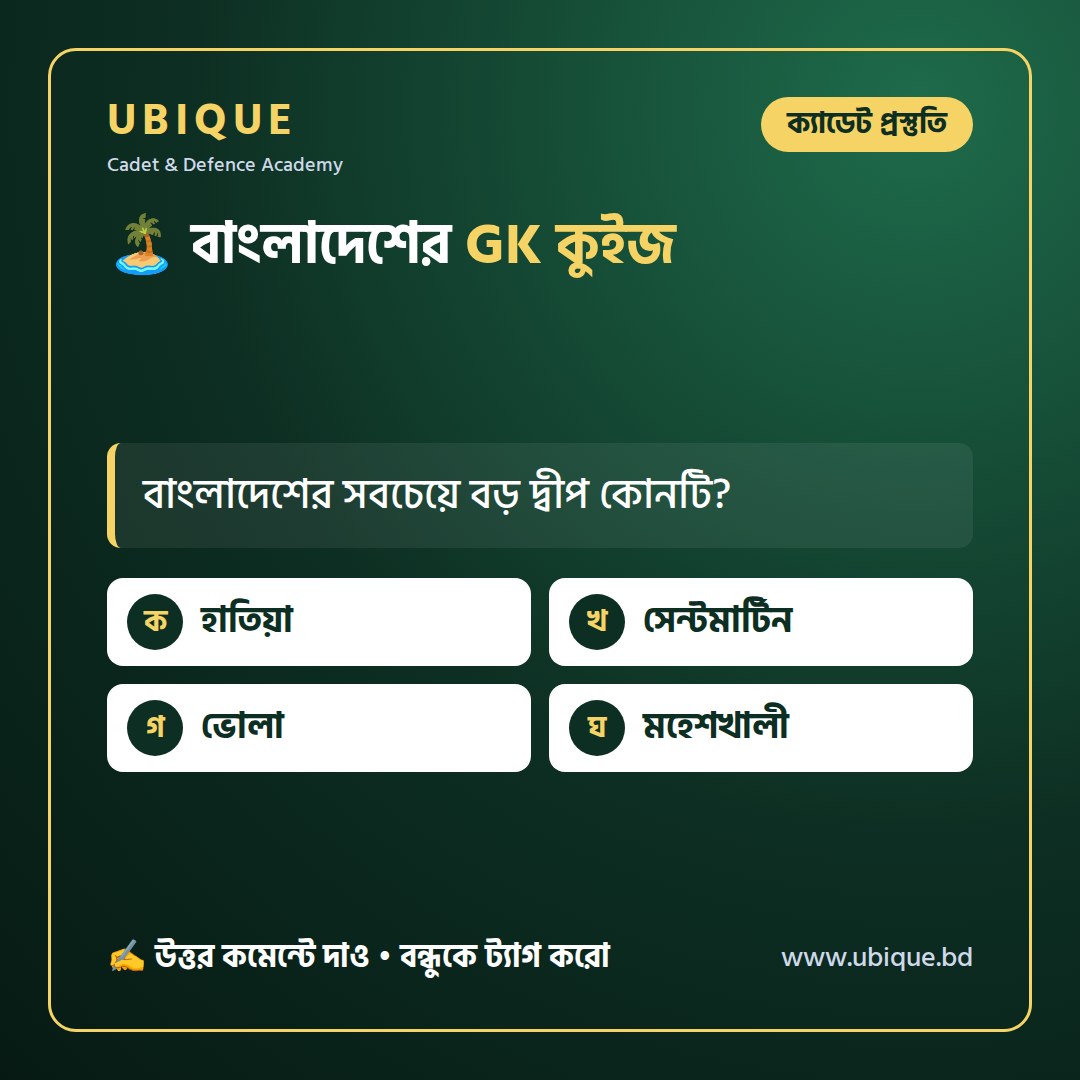 UBIQUE
Cadet & Defence Academy
ক্যাডেট প্রস্তুতি
বাংলাদেশের GK কুইজ
বাংলাদেশের সবচেয়ে বড় দ্বীপ কোনটি?
ক হাতিয়া
খ সেন্টমার্টিন
গ ভোলা
ঘ মহেশখালী
উত্তর কমেন্টে দাও • বন্ধুকে ট্যাগ করো
www.ubique.bd